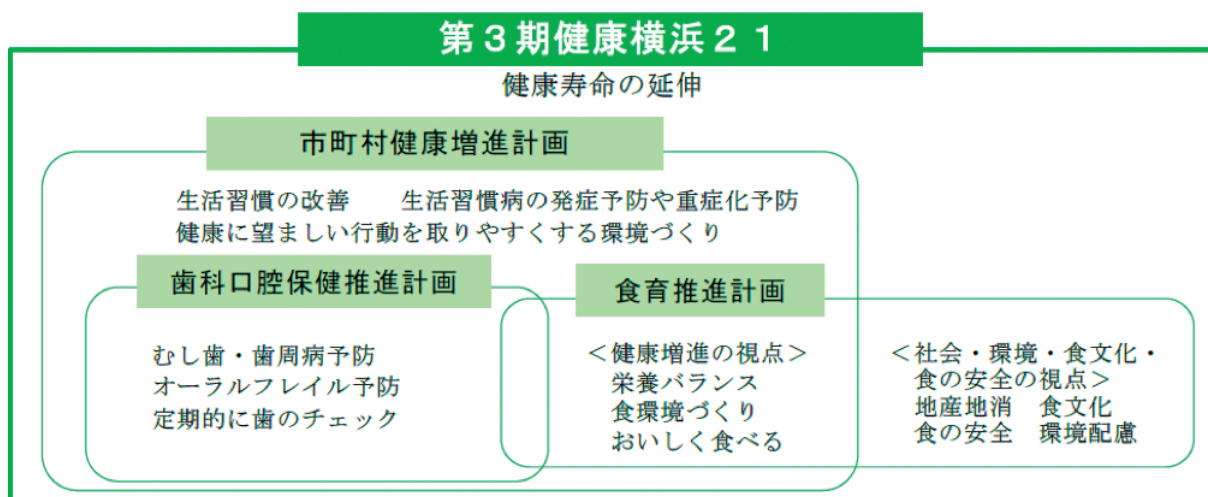 第３期健康横浜２１
健康寿命の延伸
市町村健康増進計画
生活習慣の改善　　生活習慣病の発症予防や重症化予防
健康に望ましい行動を取りやすくする環境づくり
歯科口腔保健推進計画
むし歯・歯周病予防
オーラルフレイル予防
定期的に歯のチェック
食育推進計画
＜健康増進の視点＞
栄養バランス
食環境づくり
おいしく食べる
＜社会・環境・食文化・
食の安全の視点＞
地産地消　食文化
食の安全　環境配慮